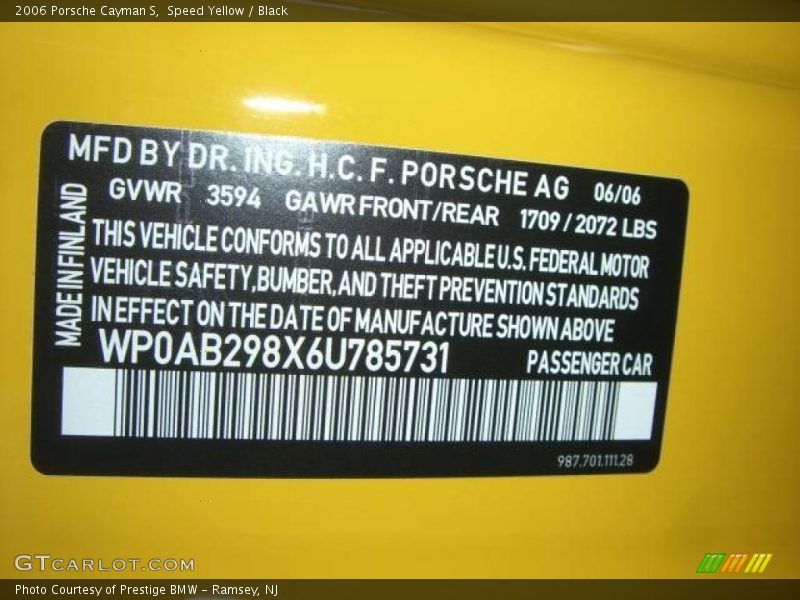 2006 Porsche Cayman S,  Speed Yellow / Black
MFD BY DR. ING. H.C. F. PORSCHE AG 06/06
GVWR 3594 GAWR FRONT/REAR 1709 / 2072 LBS
MADE IN FINLAND
THIS VEHICLE CONFORMS TO ALL APPLICABLE U.S. FEDERAL MOTOR
VEHICLE SAFETY, BUMBER, AND THEFT PREVENTION STANDARDS
IN EFFECT ON THE DATE OF MANUFACTURE SHOWN ABOVE
WP0AB298X6U785731 PASSENGER CAR
987.701.111.28
GTCARLOT.COM
Photo Courtesy of Prestige BMW - Ramsey, NJ